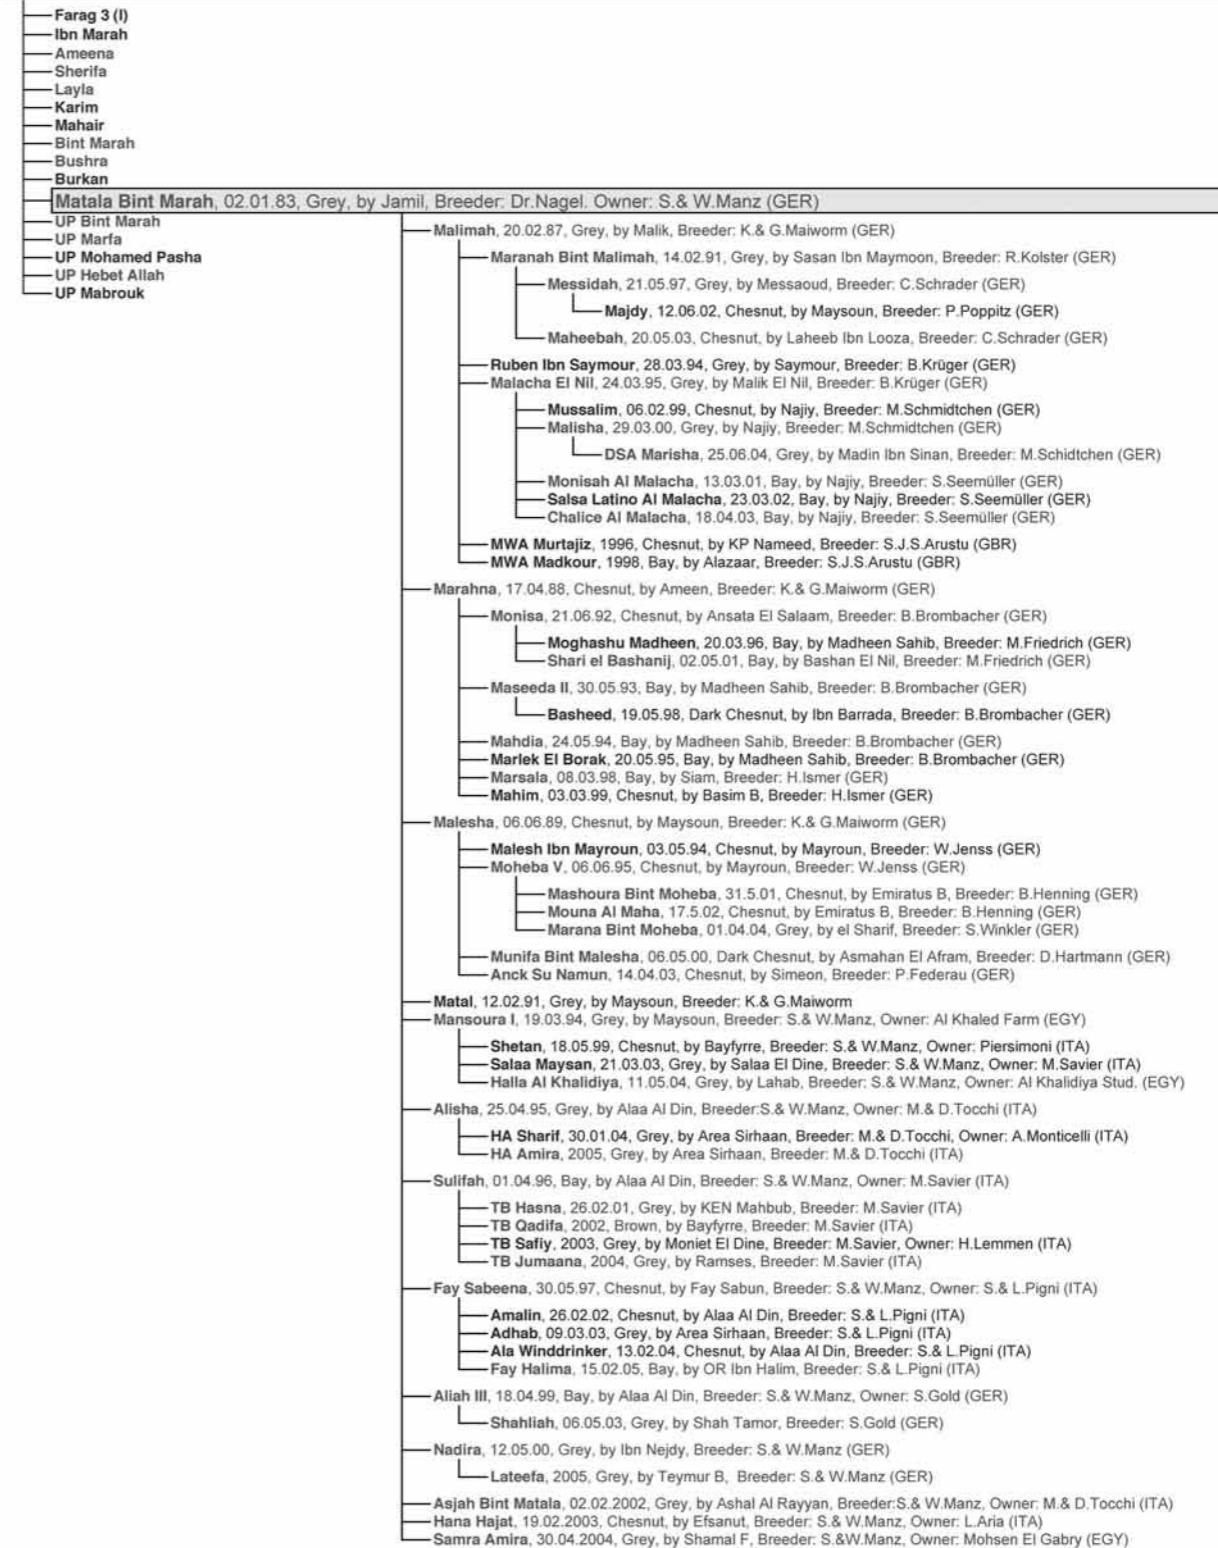 Farag 3 (I)
Ibn Marah
Ameena
Sherifa
Layla
Karim
Mahair
Bint Marah
Bushra
Burkan
Matala Bint Marah, 02.01.83, Grey, by Jamil, Breeder: Dr.Nagel. Owner: S.& W.Manz (GER)
UP Bint Marah
UP Marfa
UP Mohamed Pasha
UP Hebet Allah
UP Mabrouk
Malimah, 20.02.87, Grey, by Malik, Breeder: K.& G.Maiworm (GER)
Maranah Bint Malimah, 14.02.91, Grey, by Sasan Ibn Maymoon, Breeder: R.Kolster (GER)
Messidah, 21.05.97, Grey, by Messaoud, Breeder: C.Schrader (GER)
Majdy, 12.06.02, Chesnut, by Maysoun, Breeder: P.Poppitz (GER)
Maheebah, 20.05.03, Chesnut, by Laheeb Ibn Looza, Breeder: C.Schrader (GER)
Ruben Ibn Saymour, 28.03.94, Grey, by Saymour, Breeder: B.Krüger (GER)
Malacha El Nil, 24.03.95, Grey, by Malik El Nil, Breeder: B.Krüger (GER)
Mussalim, 06.02.99, Chesnut, by Najiy, Breeder: M.Schmidtchen (GER)
Malisha, 29.03.00, Grey, by Najiy, Breeder: M.Schmidtchen (GER)
DSA Marisha, 25.06.04, Grey, by Madin Ibn Sinan, Breeder: M.Schidtchen (GER)
Monisah Al Malacha, 13.03.01, Bay, by Najiy, Breeder: S.Seemüller (GER)
Salsa Latino Al Malacha, 23.03.02, Bay, by Najiy, Breeder: S.Seemüller (GER)
Chalice Al Malacha, 18.04.03, Bay, by Najiy, Breeder: S.Seemüller (GER)
MWA Murtajiz, 1996, Chesnut, by KP Nameed, Breeder: S.J.S.Arustu (GBR)
MWA Madkour, 1998, Bay, by Alazaar, Breeder: S.J.S.Arustu (GBR)
Marahna, 17.04.88, Chesnut, by Ameen, Breeder: K.& G.Maiworm (GER)
Monisa, 21.06.92, Chesnut, by Ansata El Salaam, Breeder: B.Brombacher (GER)
Moghashu Madheen, 20.03.96, Bay, by Madheen Sahib, Breeder: M.Friedrich (GER)
Shari el Bashanij, 02.05.01, Bay, by Bashan El Nil, Breeder: M.Friedrich (GER)
Maseeda II, 30.05.93, Bay, by Madheen Sahib, Breeder: B.Brombacher (GER)
Basheed, 19.05.98, Dark Chesnut, by Ibn Barrada, Breeder: B.Brombacher (GER)
Mahdia, 24.05.94, Bay, by Madheen Sahib, Breeder: B.Brombacher (GER)
Marlek El Borak, 20.05.95, Bay, by Madheen Sahib, Breeder: B.Brombacher (GER)
Marsala, 08.03.98, Bay, by Siam, Breeder: H.Ismer (GER)
Mahim, 03.03.99, Chesnut, by Basim B, Breeder: H.Ismer (GER)
Malesha, 06.06.89, Chesnut, by Maysoun, Breeder: K.& G.Maiworm (GER)
Malesh Ibn Mayroun, 03.05.94, Chesnut, by Mayroun, Breeder: W.Jenss (GER)
Moheba V, 06.06.95, Chesnut, by Mayroun, Breeder: W.Jenss (GER)
Mashoura Bint Moheba, 31.5.01, Chesnut, by Emiratus B, Breeder: B.Henning (GER)
Mouna Al Maha, 17.5.02, Chesnut, by Emiratus B, Breeder: B.Henning (GER)
Marana Bint Moheba, 01.04.04, Grey, by el Sharif, Breeder: S.Winkler (GER)
Munifa Bint Malesha, 06.05.00, Dark Chesnut, by Asmahan El Afram, Breeder: D.Hartmann (GER)
Anck Su Namun, 14.04.03, Chesnut, by Simeon, Breeder: P.Federau (GER)
Matal, 12.02.91, Grey, by Maysoun, Breeder: K.& G.Maiworm
Mansoura I, 19.03.94, Grey, by Maysoun, Breeder: S.& W.Manz, Owner: Al Khaled Farm (EGY)
Shetan, 18.05.99, Chesnut, by Bayfyrre, Breeder: S.& W.Manz, Owner: Piersimoni (ITA)
Salaa Maysan, 21.03.03, Grey, by Salaa El Dine, Breeder: S.& W.Manz, Owner: M.Savier (ITA)
Halla Al Khalidiya, 11.05.04, Grey, by Lahab, Breeder: S.& W.Manz, Owner: Al Khalidiya Stud. (EGY)
Alisha, 25.04.95, Grey, by Alaa Al Din, Breeder:S.& W.Manz, Owner: M.& D.Tocchi (ITA)
HA Sharif, 30.01.04, Grey, by Area Sirhaan, Breeder: M.& D.Tocchi, Owner: A.Monticelli (ITA)
HA Amira, 2005, Grey, by Area Sirhaan, Breeder: M.& D.Tocchi (ITA)
Sulifah, 01.04.96, Bay, by Alaa Al Din, Breeder: S.& W.Manz, Owner: M.Savier (ITA)
TB Hasna, 26.02.01, Grey, by KEN Mahbub, Breeder: M.Savier (ITA)
TB Qadifa, 2002, Brown, by Bayfyrre, Breeder: M.Savier (ITA)
TB Safiy, 2003, Grey, by Moniet El Dine, Breeder: M.Savier, Owner: H.Lemmen (ITA)
TB Jumaana, 2004, Grey, by Ramses, Breeder: M.Savier (ITA)
Fay Sabeena, 30.05.97, Chesnut, by Fay Sabun, Breeder: S.& W.Manz, Owner: S.& L.Pigni (ITA)
Amalin, 26.02.02, Chesnut, by Alaa Al Din, Breeder: S.& L.Pigni (ITA)
Adhab, 09.03.03, Grey, by Area Sirhaan, Breeder: S.& L.Pigni (ITA)
Ala Winddrinker, 13.02.04, Chesnut, by Alaa Al Din, Breeder: S.& L.Pigni (ITA)
Fay Halima, 15.02.05, Bay, by OR Ibn Halim, Breeder: S.& L.Pigni (ITA)
Aliah III, 18.04.99, Bay, by Alaa Al Din, Breeder: S.& W.Manz, Owner: S.Gold (GER)
Shahliah, 06.05.03, Grey, by Shah Tamor, Breeder: S.Gold (GER)
Nadira, 12.05.00, Grey, by Ibn Nejdy, Breeder: S.& W.Manz (GER)
Lateefa, 2005, Grey, by Teymur B, Breeder: S.& W.Manz (GER)
Asjah Bint Matala, 02.02.2002, Grey, by Ashal Al Rayyan, Breeder:S.& W.Manz, Owner: M.& D.Tocchi (ITA)
Hana Hajat, 19.02.2003, Chesnut, by Efsanut, Breeder: S.& W.Manz, Owner: L.Aria (ITA)
Samra Amira, 30.04.2004, Grey, by Shamal F, Breeder: S.&W.Manz, Owner: Mohsen El Gabry (EGY)